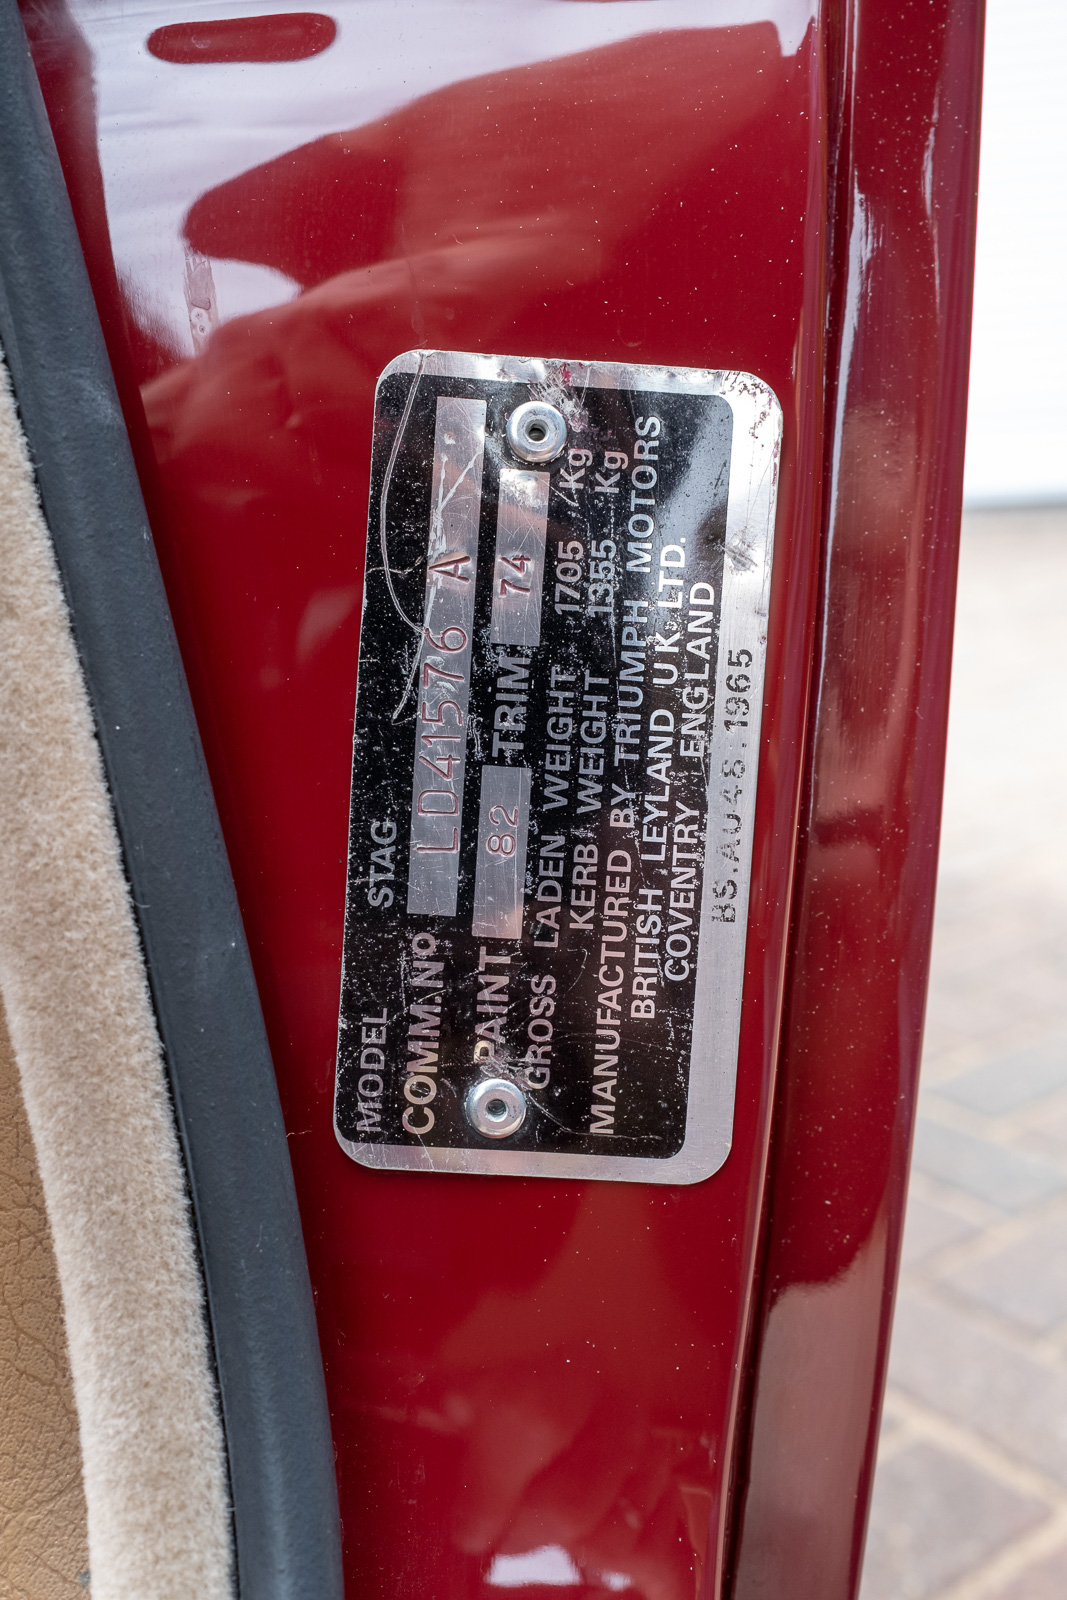 MODEL STAG
COMM.No LD41576 A
PAINT 82 TRIM 74
GROSS LADEN WEIGHT 1705 Kg
KERB WEIGHT 1355 Kg
MANUFACTURED BY TRIUMPH MOTORS
BRITISH LEYLAND U K. LTD.
COVENTRY ENGLAND
BS.AU48:1965